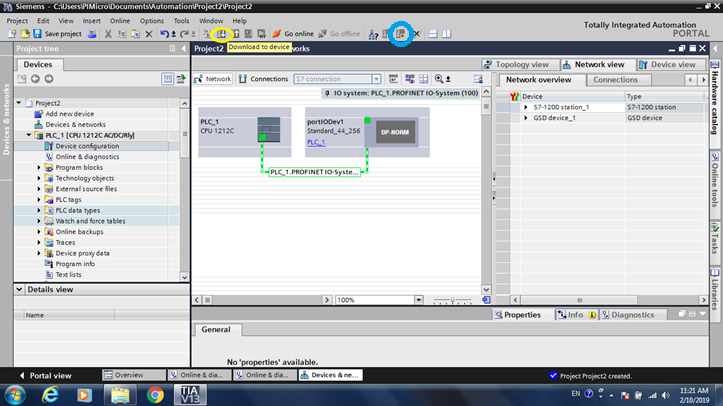 Siemens - C:\Users\PIMicro\Documents\Automation\Project2\Project2
Project Edit View Insert Online Options Tools Window Help
Totally Integrated Automation
PORTAL
Save project
Go online
Go offline
Download to device
Project tree
Project2
Devices
Topology view
Network view
Device view
Network
Connections
S7 connection
Network overview
Connections
IO system: PLC_1.PROFINET IO-System (100)
Device
Type
S7-1200 station_1
S7-1200 station
GSD device_1
GSD device
PLC_1
CPU 1212C
portIODev1
Standard_44_256
PLC_1
DP-NORM
PLC_1.PROFINET IO-Syste...
Project2
Add new device
Devices & networks
PLC_1 [CPU 1212C AC/DC/Rly]
Device configuration
Online & diagnostics
Program blocks
Technology objects
External source files
PLC tags
PLC data types
Watch and force tables
Online backups
Traces
Device proxy data
Program info
Text lists
Devices & networks
Hardware catalog
Online tools
Tasks
Libraries
100%
Details view
Name
Properties
Info
Diagnostics
General
No 'properties' available.
Portal view
Overview
Online & dia...
Online & dia...
Devices & ne...
Project Project2 created.
TIA
V13
EN
11:21 AM
2/10/2019